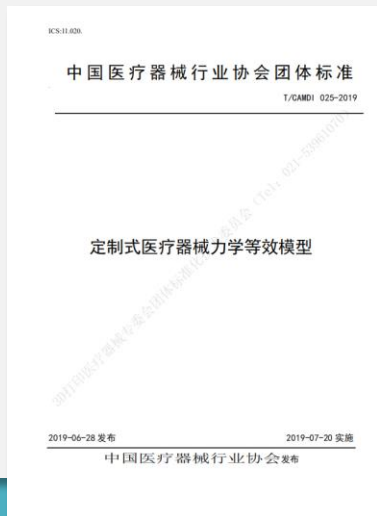 ICS:11.020.
中国医疗器械行业协会团体标准
T/CAMDI 025-2019
定制式医疗器械力学等效模型
2019-06-28 发布
2019-07-20 实施
中国医疗器械行业协会发布